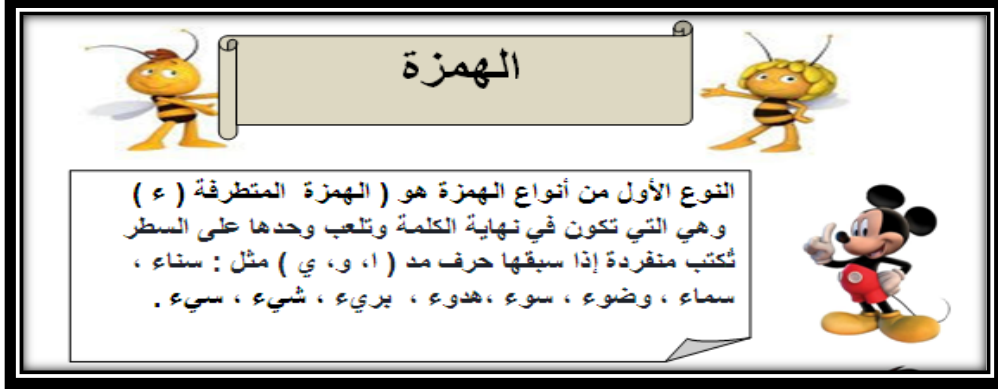 الهمزة
النوع الأول من أنواع الهمزة هو ( الهمزة المتطرفة ( ء )
وهي التي تكون في نهاية الكلمة وتلعب وحدها على السطر
تُكتب منفردة إذا سبقها حرف مد ( ا، و، ي ) مثل : سناء ،
سماء ، وضوء ، سوء ،هدوء ، بريء ، شيء ، سيء .